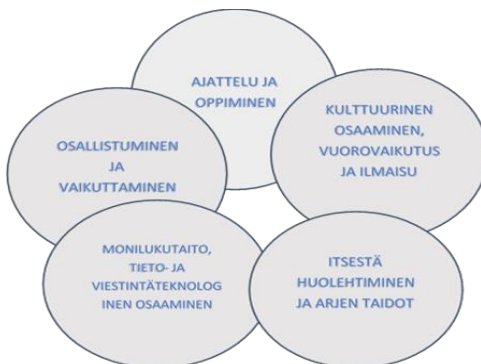 AJATTELU JA
OPPIMINEN
KULTTUURINEN
OSAAMINEN,
VUOROVAIKUTUS
JA ILMAISU
OSALLISTUMINEN
JA
VAIKUTTAMINEN
MONILUKUTAITO,
TIETO- JA
VIESTINTÄTEKNOLOG
INEN OSAAMINEN
ITSESTÄ
HUOLEHTIMINEN
JA ARJEN TAIDOT